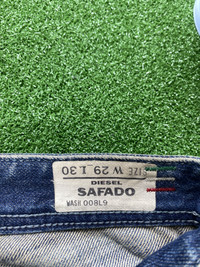 SIZE W 29 L 30
DIESEL
SAFADO
WASH 008L9